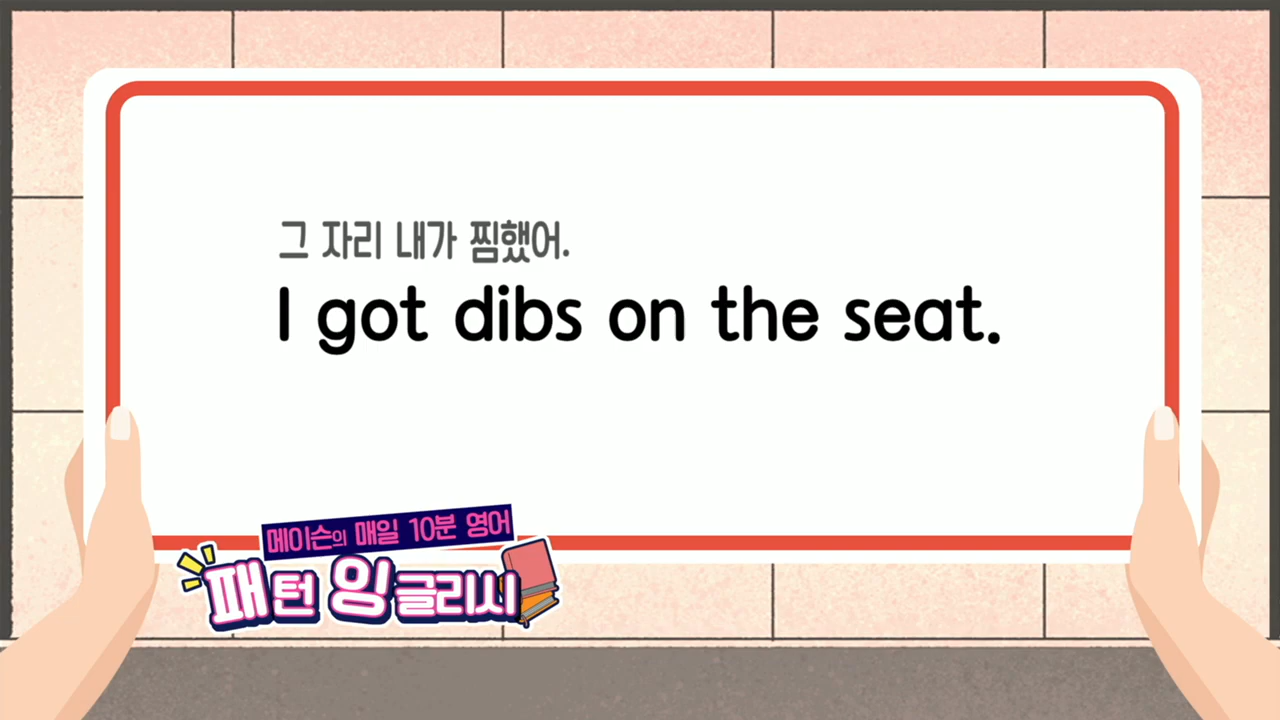 그 자리 내가 찜했어.
I got dibs on the seat.
메이슨의 매일 10분 영어
패턴 잉글리시